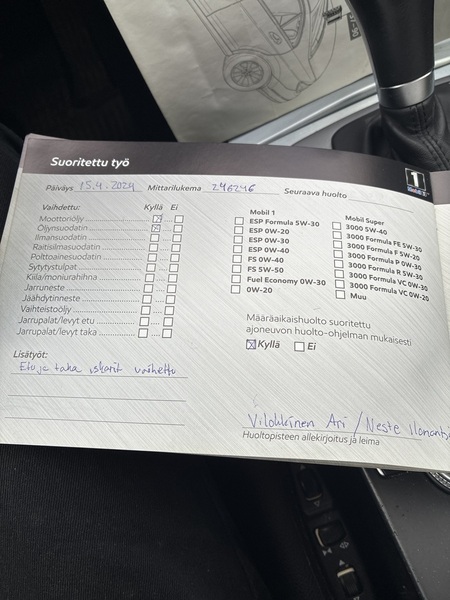 Suoritettu työ
1
Päiväys 15.4.2024 Mittarilukema 246246 Seuraava huolto
Vaihdettu: Kyllä Ei
Moottoriöljy
Öljynsuodatin
Ilmansuodatin
Raitisilmasuodatin
Polttoainesuodatin
Sytytystulpat
Kiila/moniurahihna
Jarruneste
Jäähdytinneste
Vaihteistoöljy
Jarrupalat/levyt etu
Jarrupalat/levyt taka
Mobil 1
ESP Formula 5W-30
ESP 0W-20
ESP 0W-30
ESP 0W-40
FS 0W-40
FS 5W-50
Fuel Economy 0W-30
0W-20
Mobil Super
3000 5W-40
3000 Formula FE 5W-30
3000 Formula F 5W-20
3000 Formula P 0W-30
3000 Formula R 5W-30
3000 Formula VC 0W-30
3000 Formula VC 0W-20
Muu
Määräaikaishuolto suoritettu
ajoneuvon huolto-ohjelman mukaisesti
Kyllä Ei
Lisätyöt:
Etu ja taka iskarit vaihettu
Vilokkinen Ari / Neste Ilomantsi
Huoltopisteen allekirjoitus ja leima